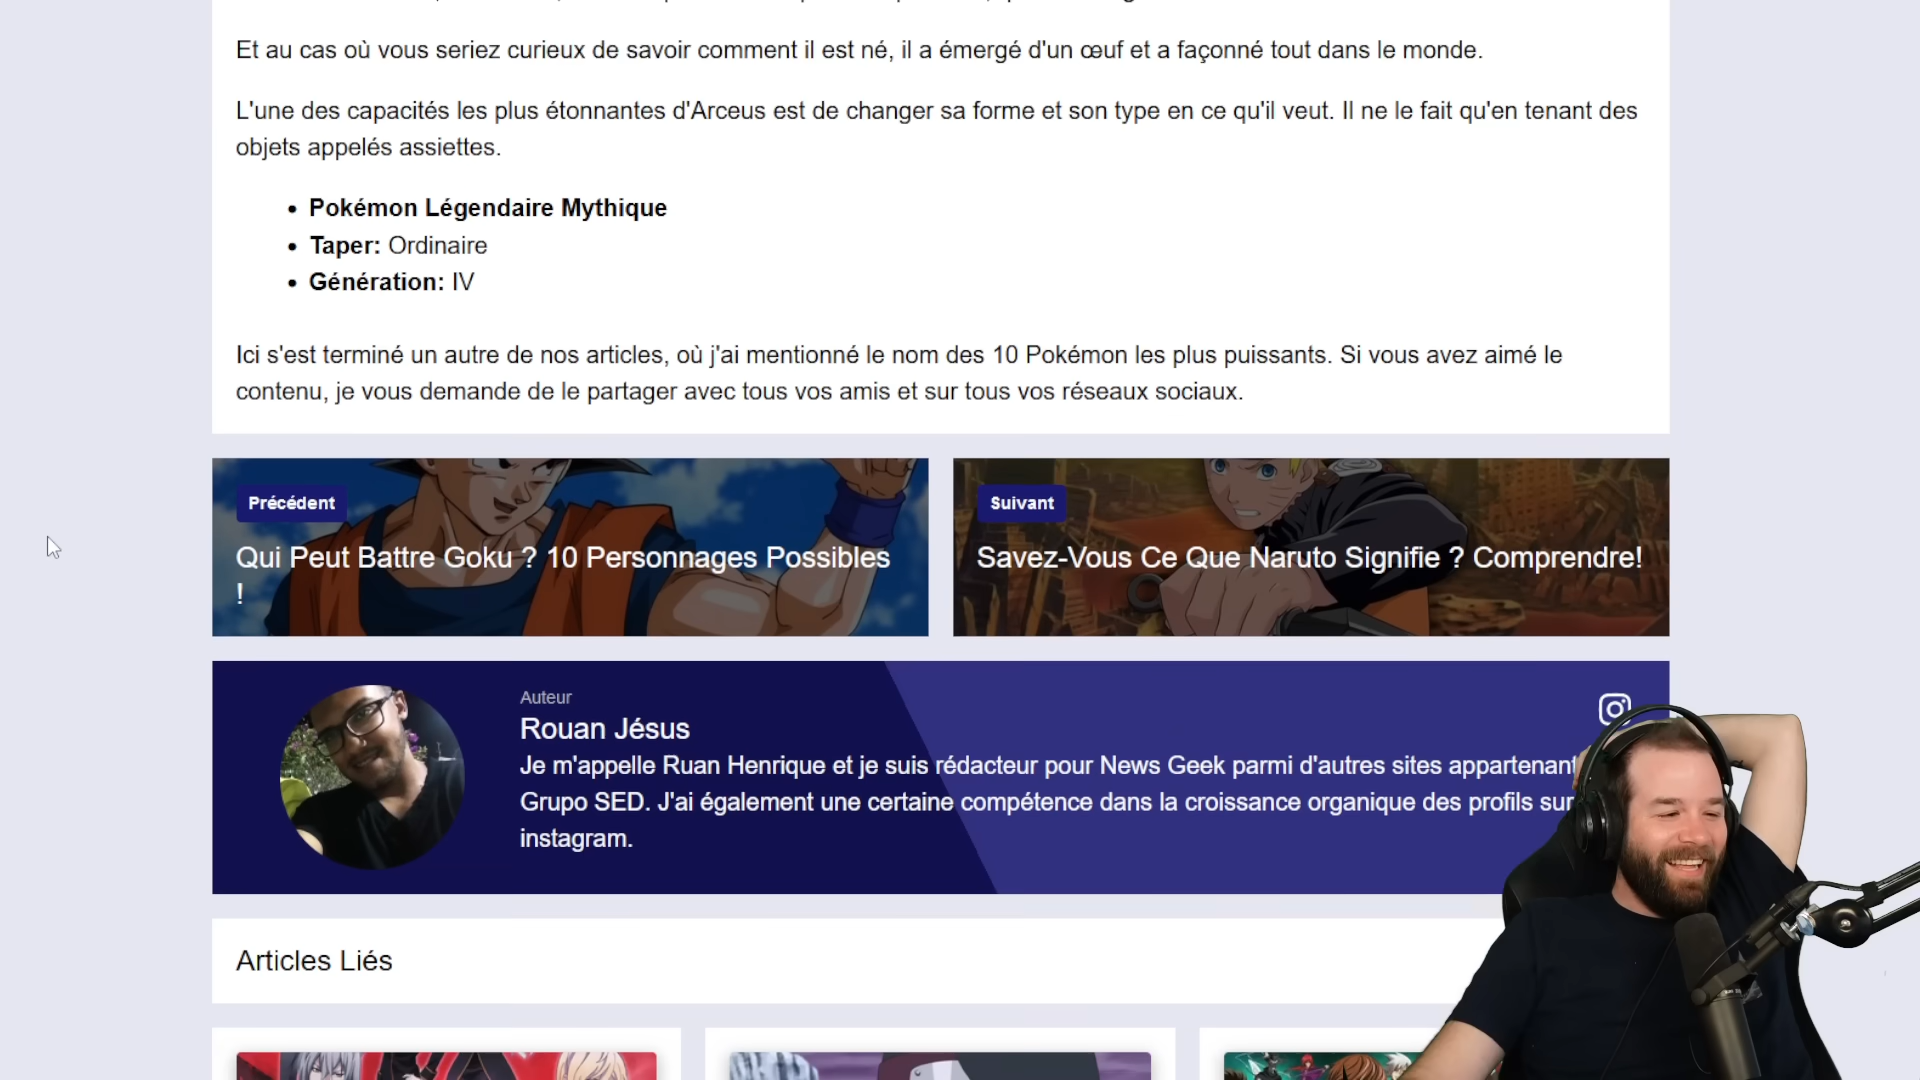 Et au cas où vous seriez curieux de savoir comment il est né, il a émergé d'un œuf et a façonné tout dans le monde.
L'une des capacités les plus étonnantes d'Arceus est de changer sa forme et son type en ce qu'il veut. Il ne le fait qu'en tenant des
objets appelés assiettes.
• Pokémon Légendaire Mythique
• Taper: Ordinaire
• Génération: IV
Ici s'est terminé un autre de nos articles, où j'ai mentionné le nom des 10 Pokémon les plus puissants. Si vous avez aimé le
contenu, je vous demande de le partager avec tous vos amis et sur tous vos réseaux sociaux.
Précédent
Qui Peut Battre Goku ? 10 Personnages Possibles
!
Suivant
Savez-Vous Ce Que Naruto Signifie ? Comprendre!
Auteur
Rouan Jésus
Je m'appelle Ruan Henrique et je suis rédacteur pour News Geek parmi d'autres sites appartenant
Grupo SED. J'ai également une certaine compétence dans la croissance organique des profils sur
instagram.
Articles Liés